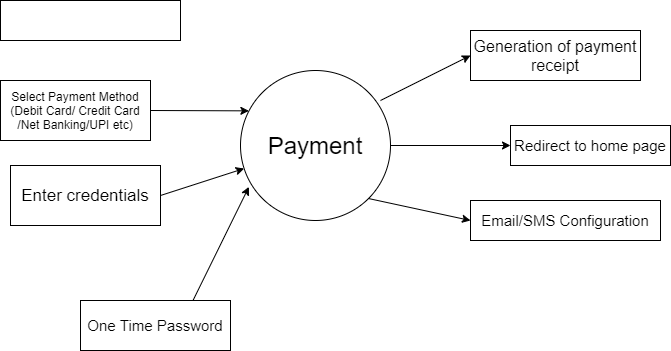 Select Payment Method
(Debit Card/ Credit Card
/Net Banking/UPI etc)
Enter credentials
One Time Password
Payment
Generation of payment
receipt
Redirect to home page
Email/SMS Configuration